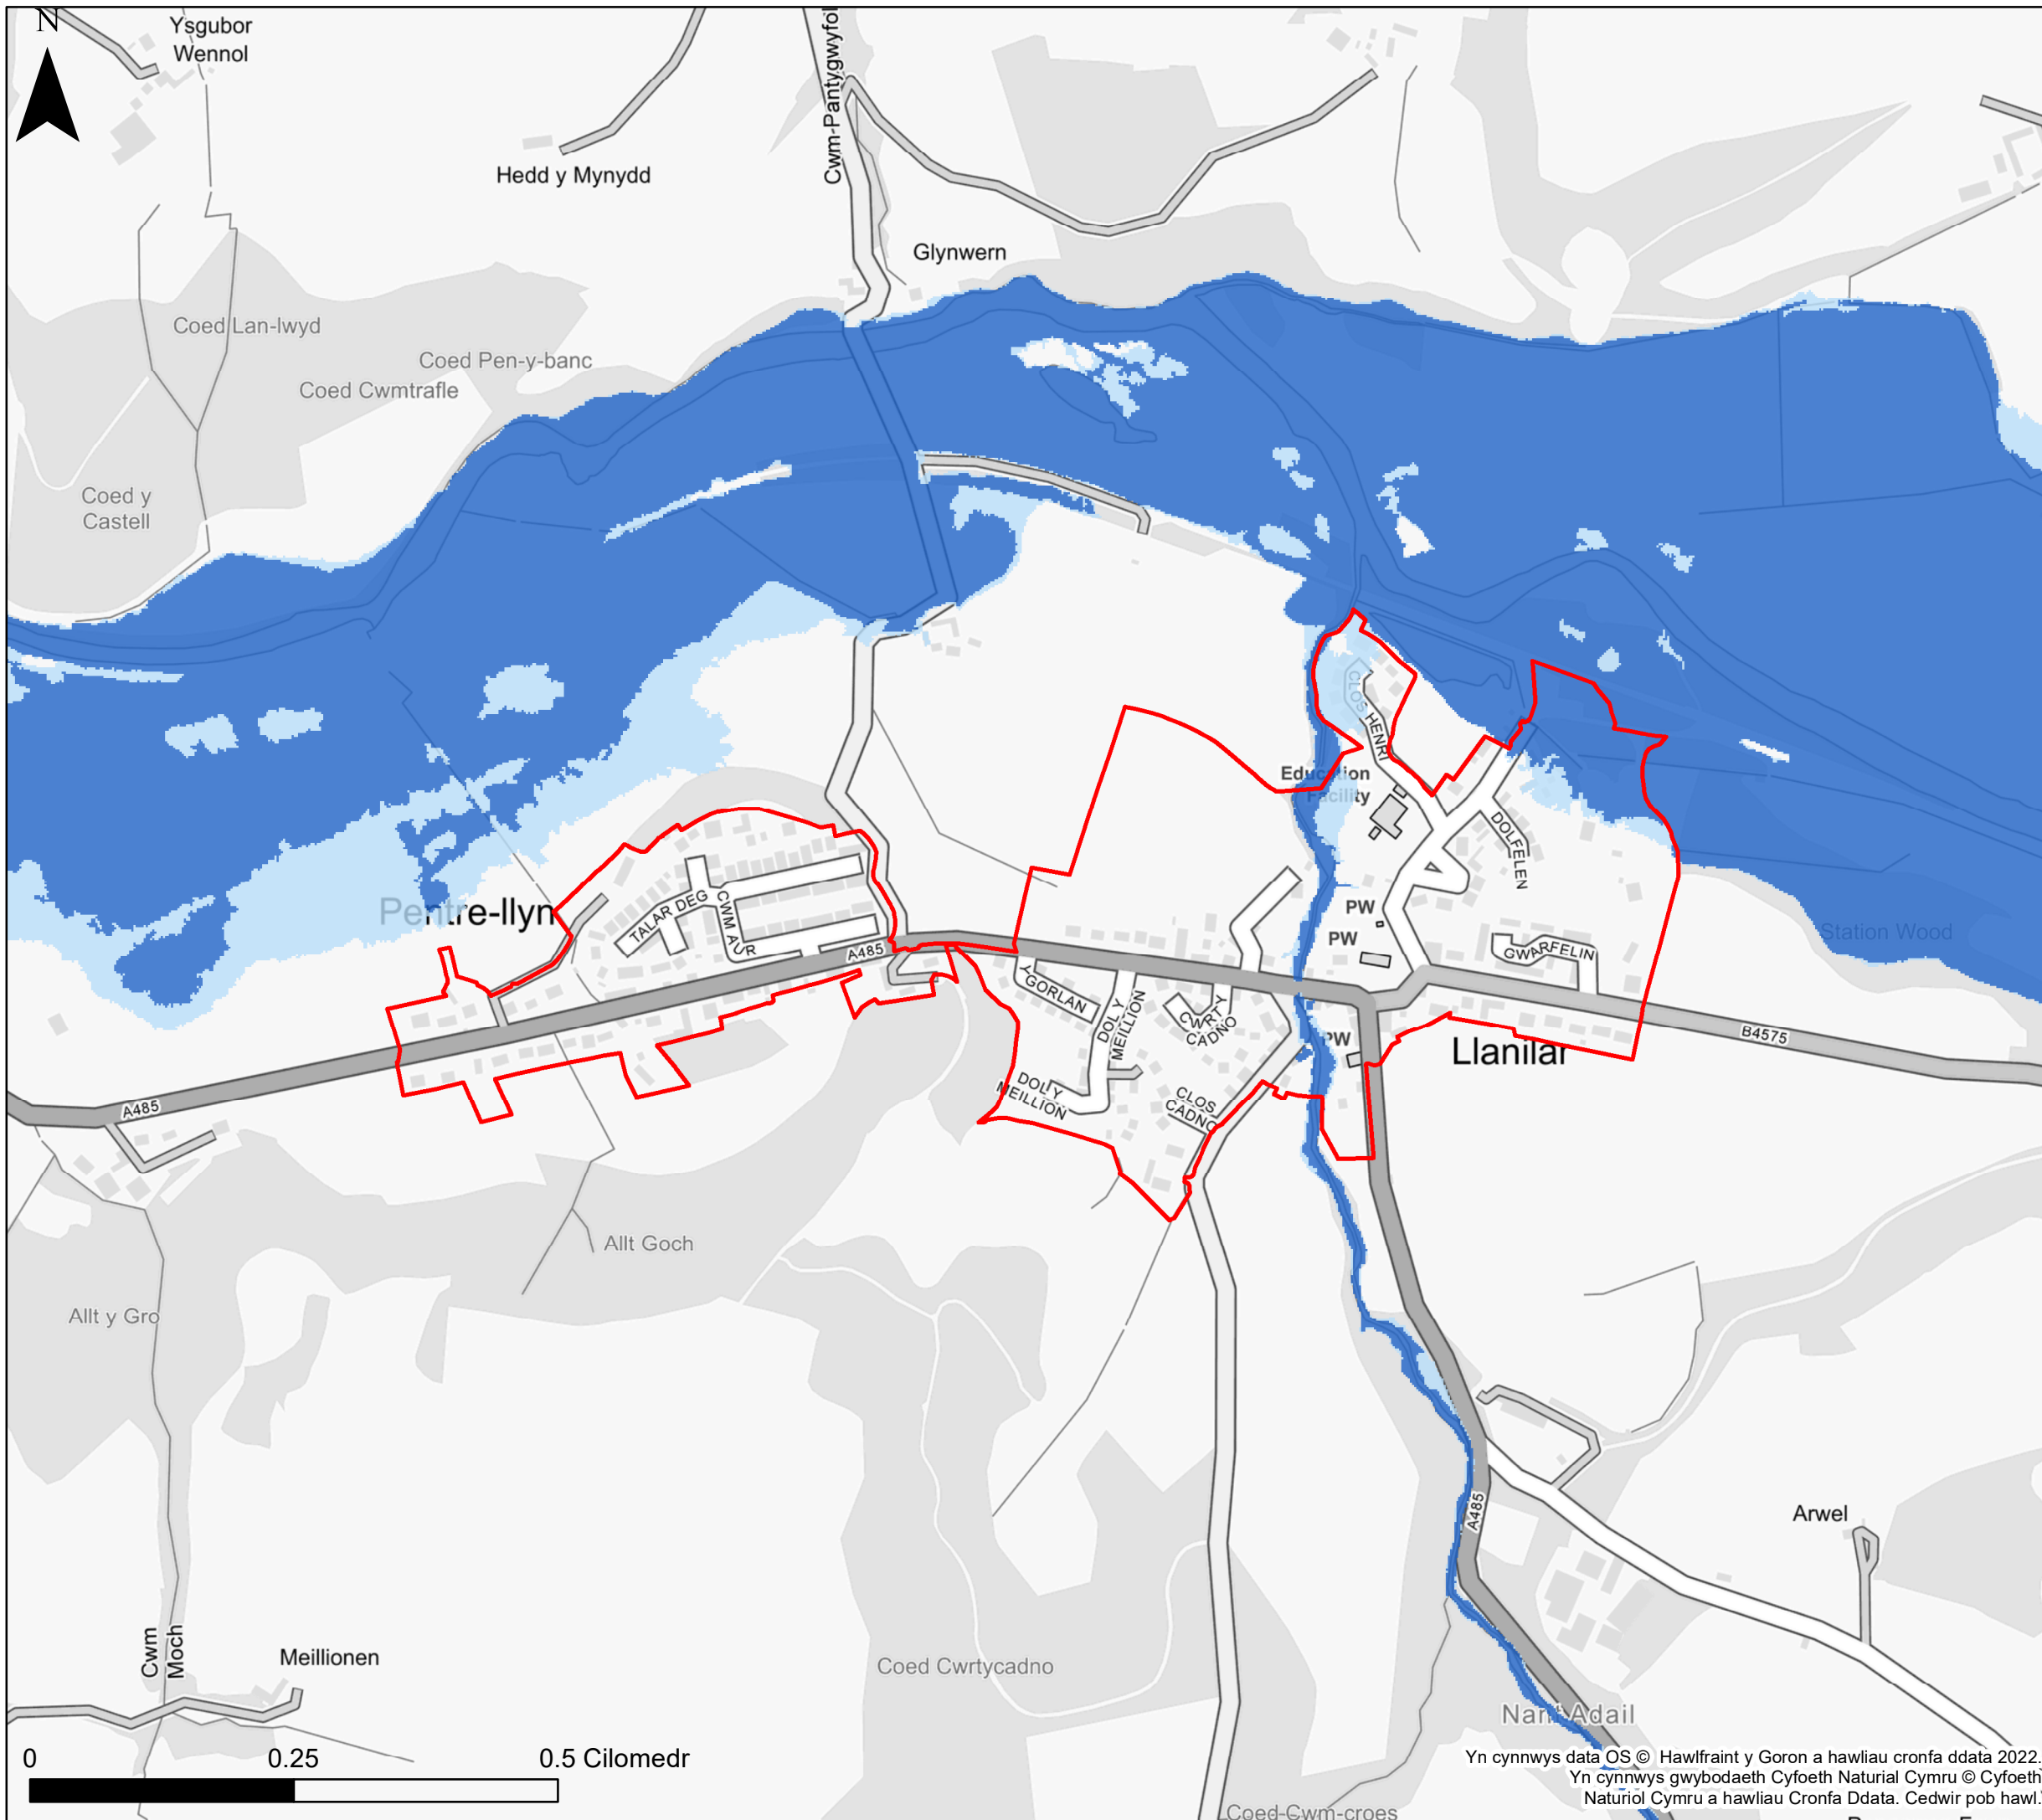 N
Ysgubor
Wennol
Hedd y Mynydd
Cwm-Pantygwyfol
Glynwern
Coed Lan-lwyd
Coed Pen-y-banc
Coed Cwmtrafle
Coed y
Castell
CLOS HENRI
Education
Facility
DOLFELEN
Pentre-llyn
TALAR DEG
CWM AUR
A485
PW
PW
Station Wood
GWARFELIN
Y GORLAN
DOL Y
MEILLION
CWRT Y
CADNO
PW
Llanilar
B4575
A485
DOL Y
MEILLION
CLOS
CADNO
Allt Goch
Allt y Gro
A485
Arwel
Cwm
Moch
Meillionen
Coed Cwrtycadno
Nant Adail
0
0.25
0.5 Cilomedr
Yn cynnwys data OS © Hawlfraint y Goron a hawliau cronfa ddata 2022.
Yn cynnwys gwybodaeth Cyfoeth Naturial Cymru © Cyfoeth
Naturiol Cymru a hawliau Cronfa Ddata. Cedwir pob hawl.
Coed Cwm-croes